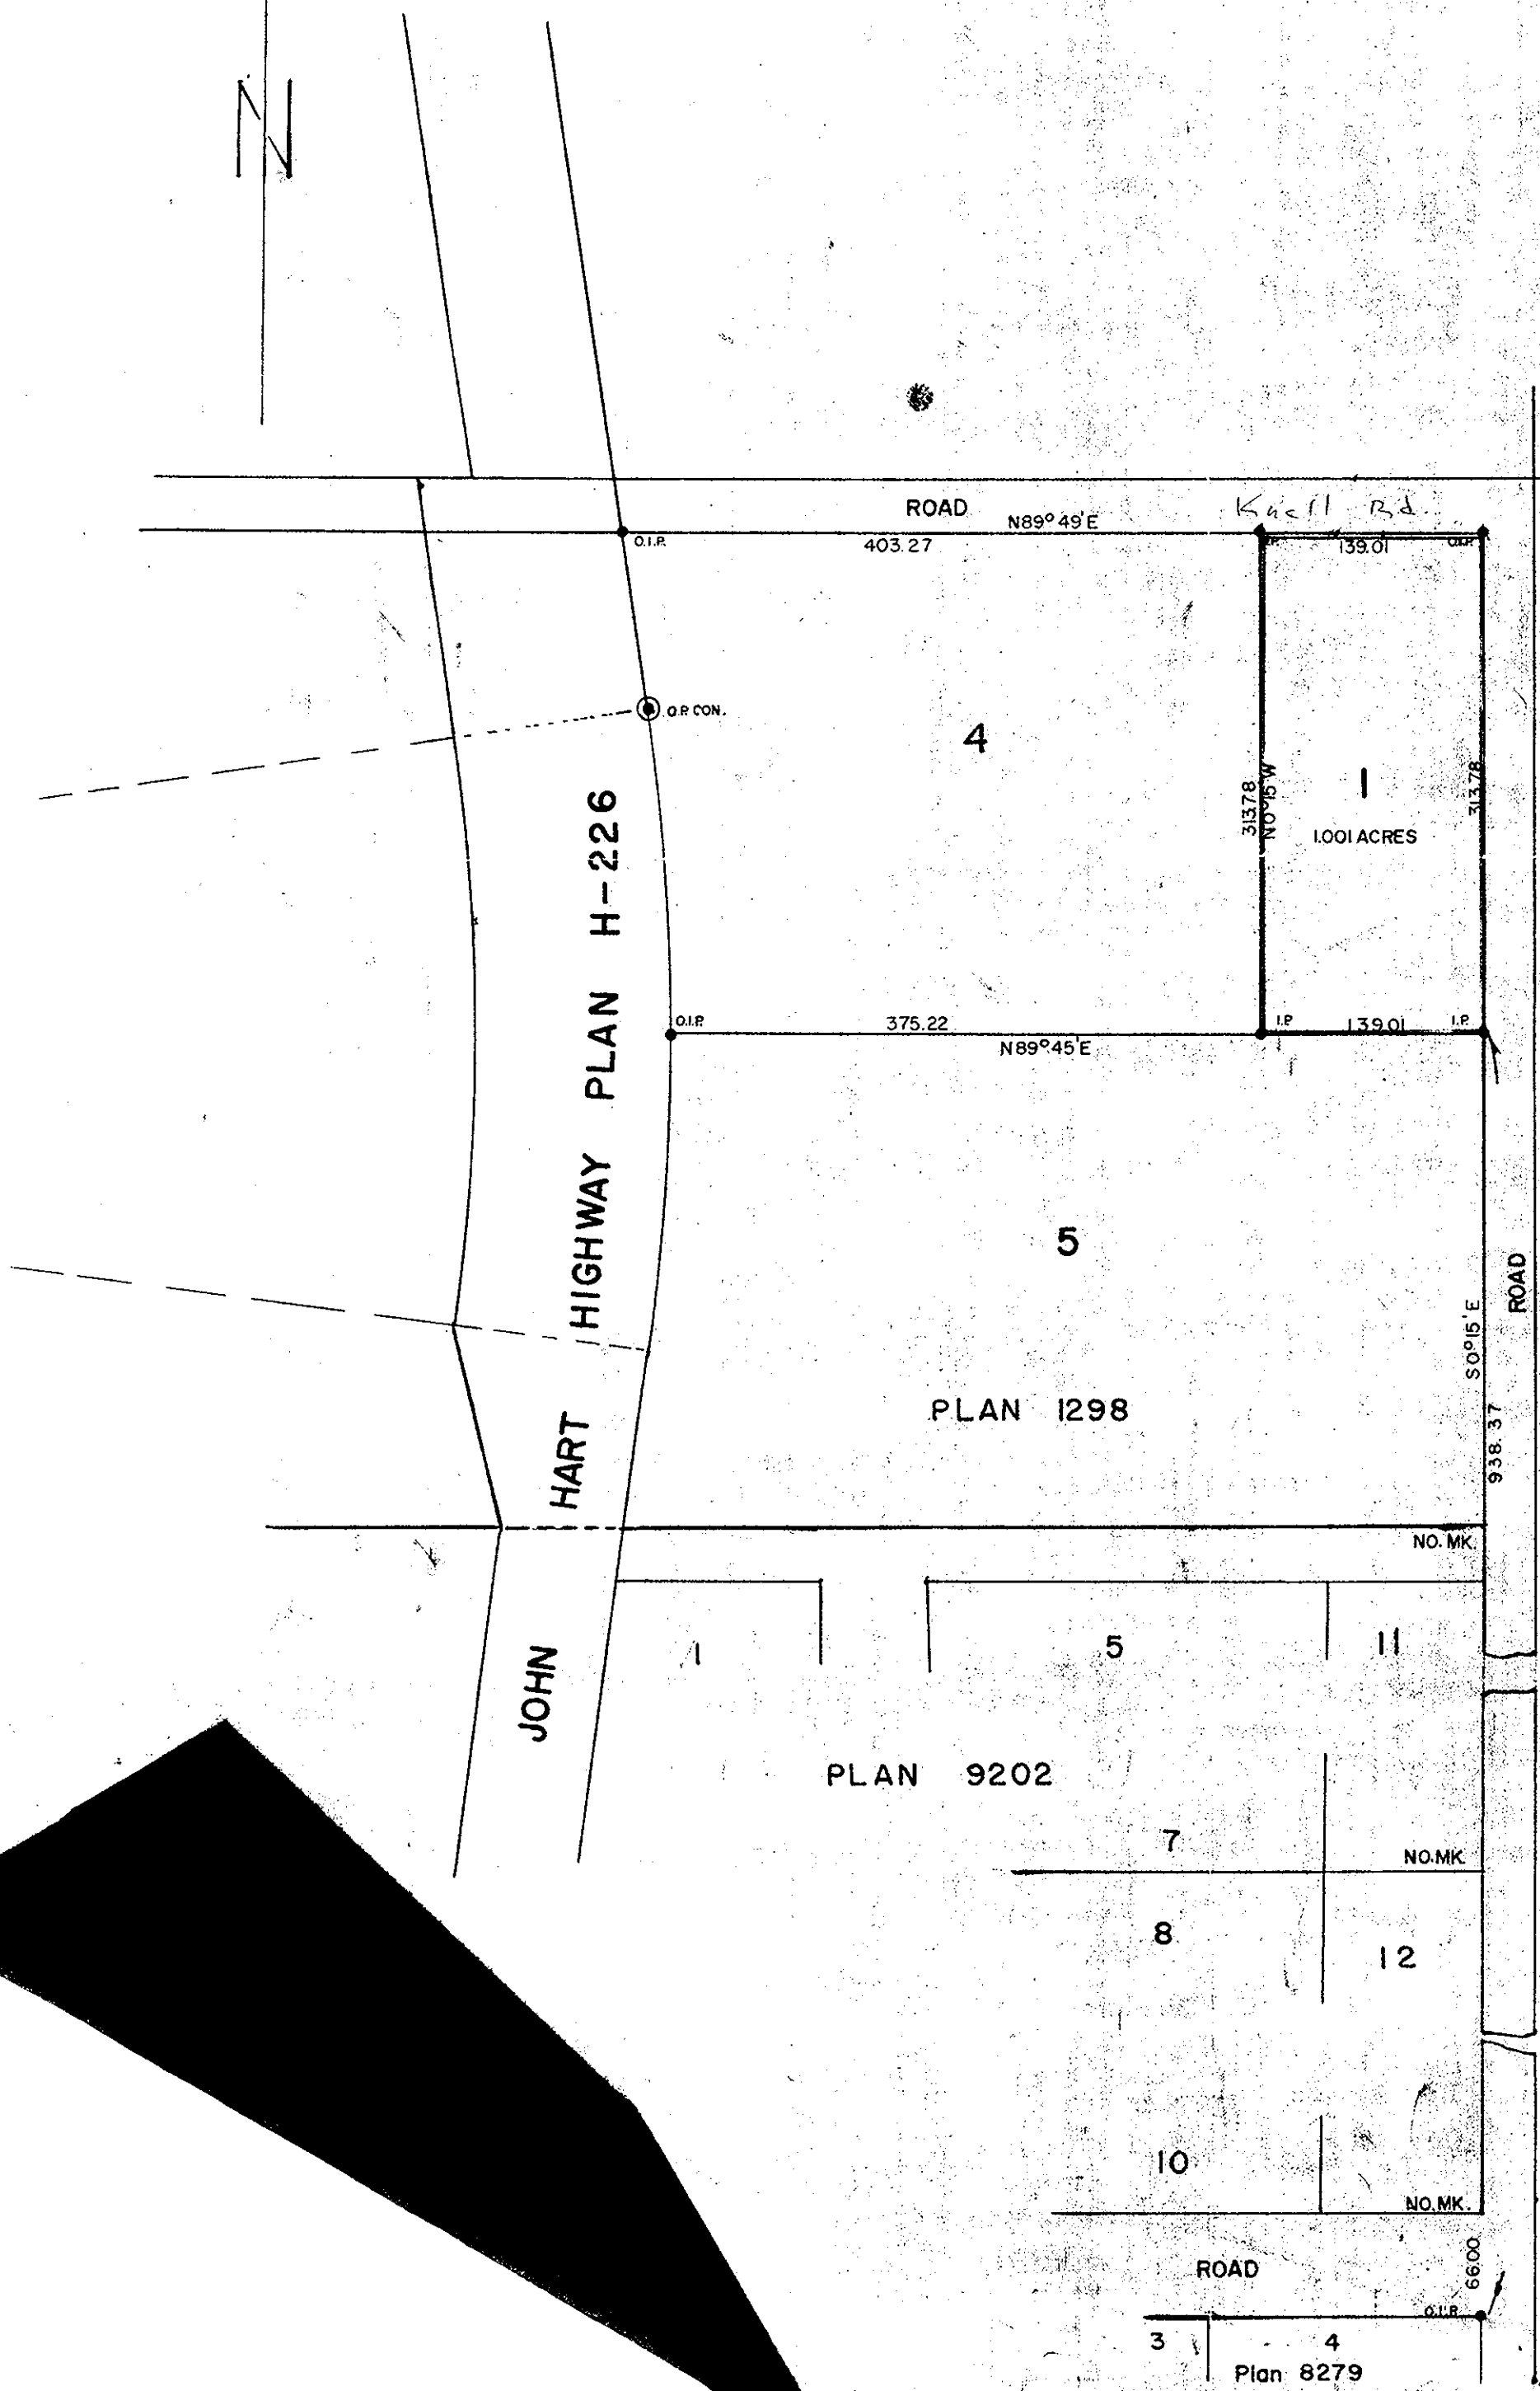 N
ROAD
N89°49'E
Knell Rd.
O.I.P.
403.27
I.P.
139.01
O.I.P.
O.P. CON.
4
313.78
N0°15'W
1
1.001 ACRES
313.78
JOHN HART HIGHWAY PLAN H-226
O.I.P.
375.22
N89°45'E
I.P.
139.01
I.P.
5
ROAD
S0°15'E
938.37
PLAN 1298
NO. MK.
1
5
11
PLAN 9202
7
NO. MK.
8
12
10
NO. MK.
ROAD
66.00
O.I.P.
3
4
Plan 8279